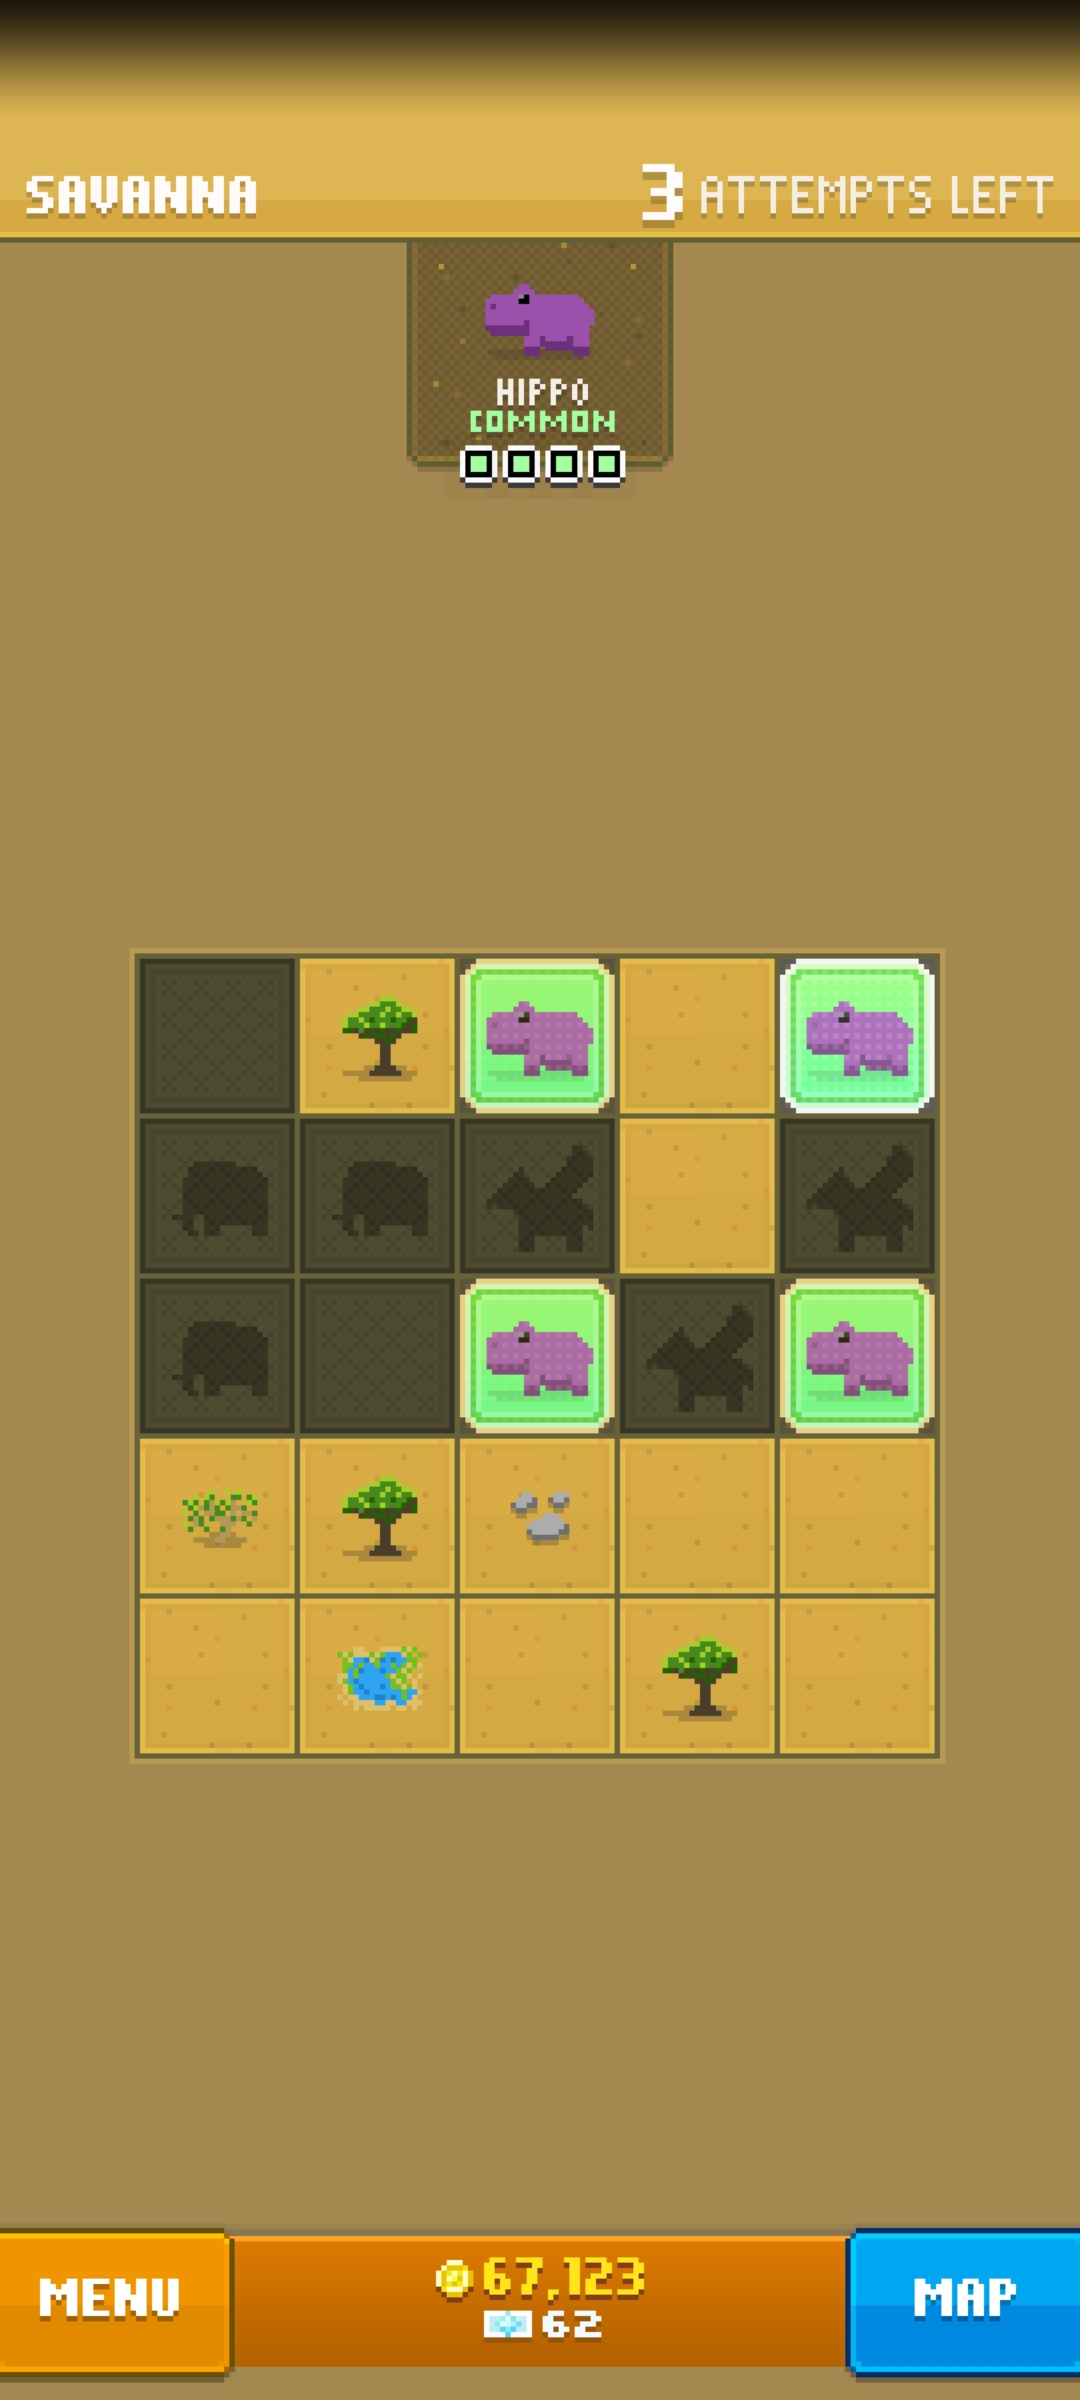 SAVANNA
3 ATTEMPTS LEFT
HIPPO
COMMON
MENU
67,123
62
MAP